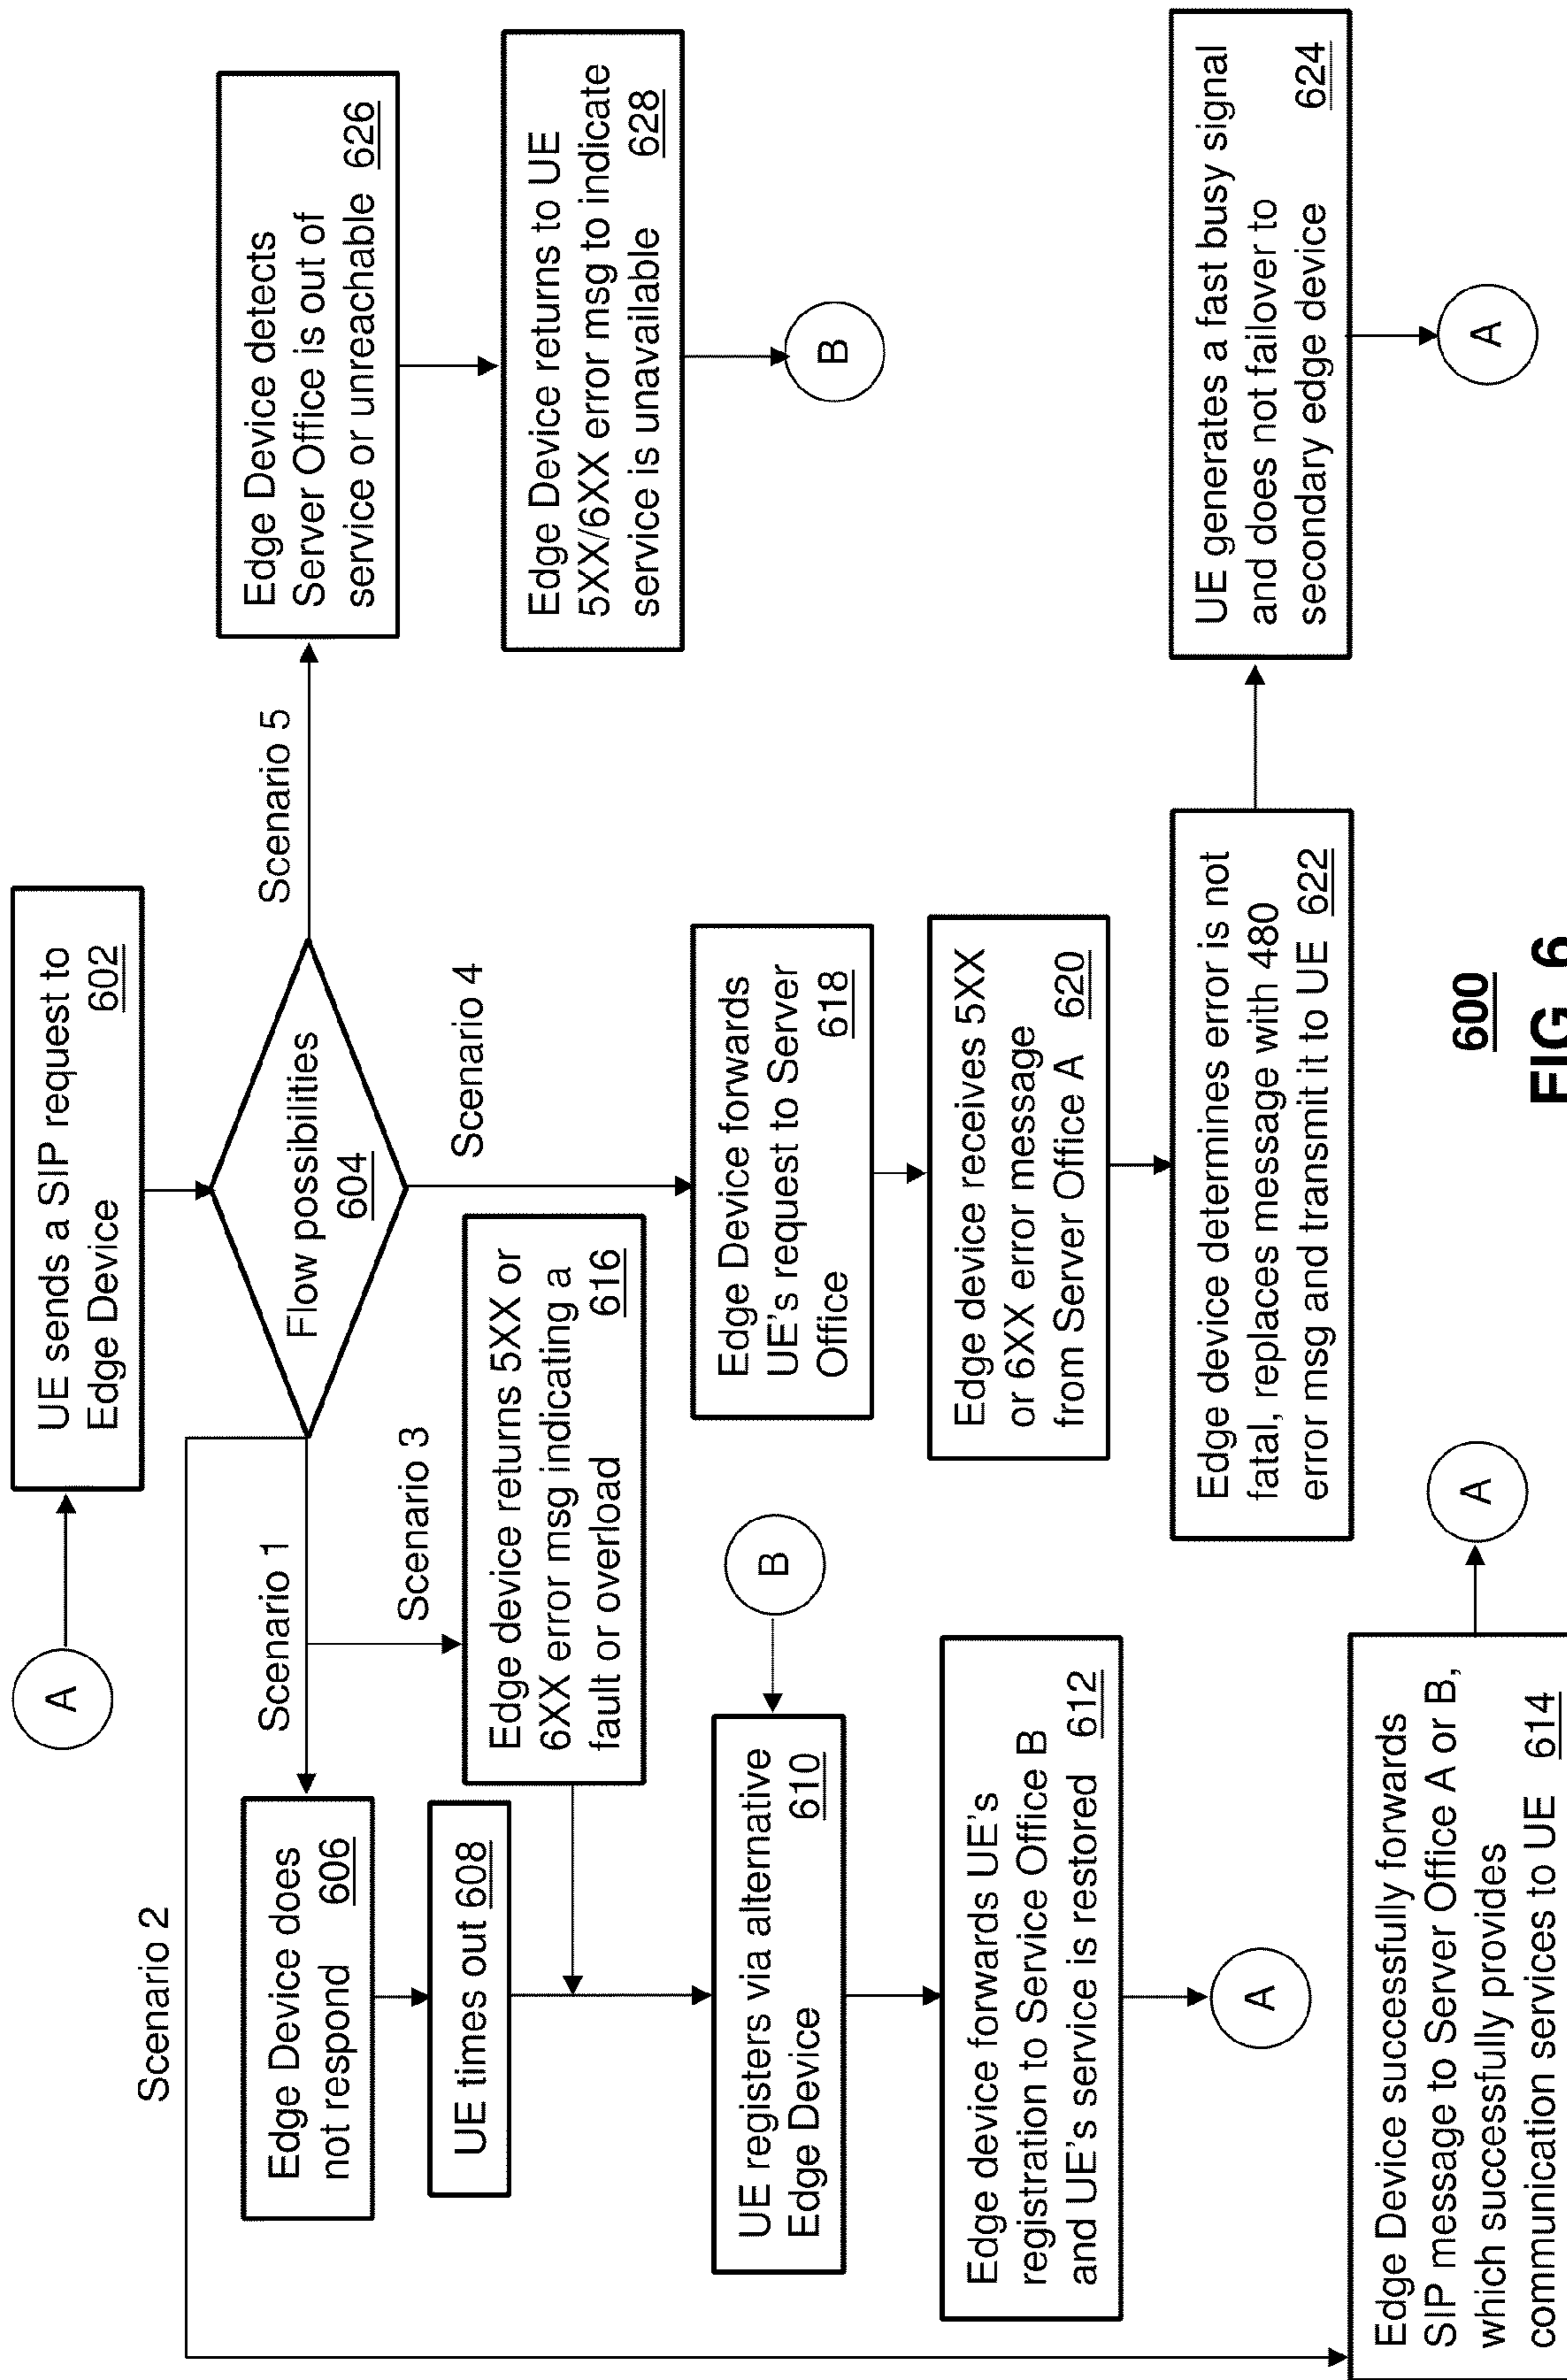 A
UE sends a SIP request to
Edge Device 602
Flow possibilities
604
Scenario 2
Scenario 1
Scenario 3
Scenario 4
Scenario 5
Edge Device does
not respond 606
UE times out 608
Edge device returns 5XX or
6XX error msg indicating a
fault or overload 616
UE registers via alternative
Edge Device 610
B
Edge device forwards UE's
registration to Service Office B
and UE's service is restored 612
A
Edge Device successfully forwards
SIP message to Server Office A or B,
which successfully provides
communication services to UE 614
A
Edge Device forwards
UE's request to Server
Office 618
Edge device receives 5XX
or 6XX error message
from Server Office A 620
Edge device determines error is not
fatal, replaces message with 480
error msg and transmit it to UE 622
UE generates a fast busy signal
and does not failover to
secondary edge device 624
A
Edge Device detects
Server Office is out of
service or unreachable 626
Edge Device returns to UE
5XX/6XX error msg to indicate
service is unavailable 628
B
600
FIG 6